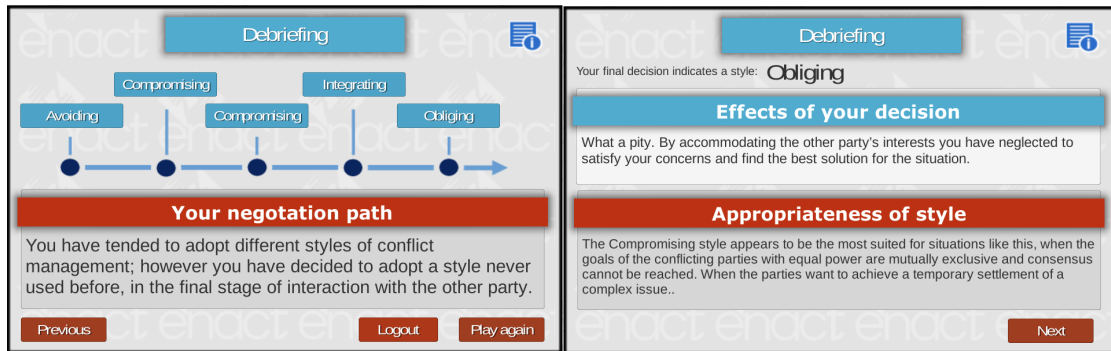 Debriefing
Compromising
Integrating
Avoiding
Compromising
Obliging
Your negotation path
You have tended to adopt different styles of conflict
management; however you have decided to adopt a style never
used before, in the final stage of interaction with the other party.
Previous
Logout
Play again
Debriefing
Your final decision indicates a style: Obliging
Effects of your decision
What a pity. By accommodating the other party's interests you have neglected to
satisfy your concerns and find the best solution for the situation.
Appropriateness of style
The Compromising style appears to be the most suited for situations like this, when the
goals of the conflicting parties with equal power are mutually exclusive and consensus
cannot be reached. When the parties want to achieve a temporary settlement of a
complex issue..
Next